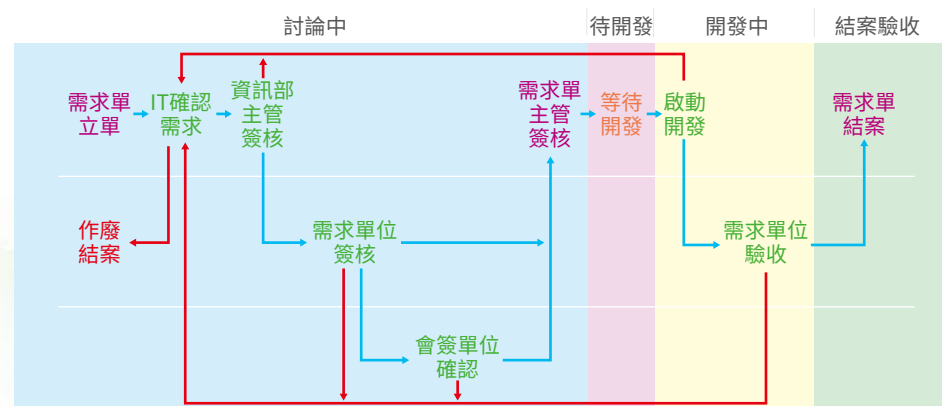 討論中
待開發
開發中
結案驗收
需求單
立單
IT確認
需求
資訊部
主管
簽核
需求單
主管
簽核
等待
開發
啟動
開發
需求單
結案
作廢
結案
需求單位
簽核
需求單位
驗收
會簽單位
確認